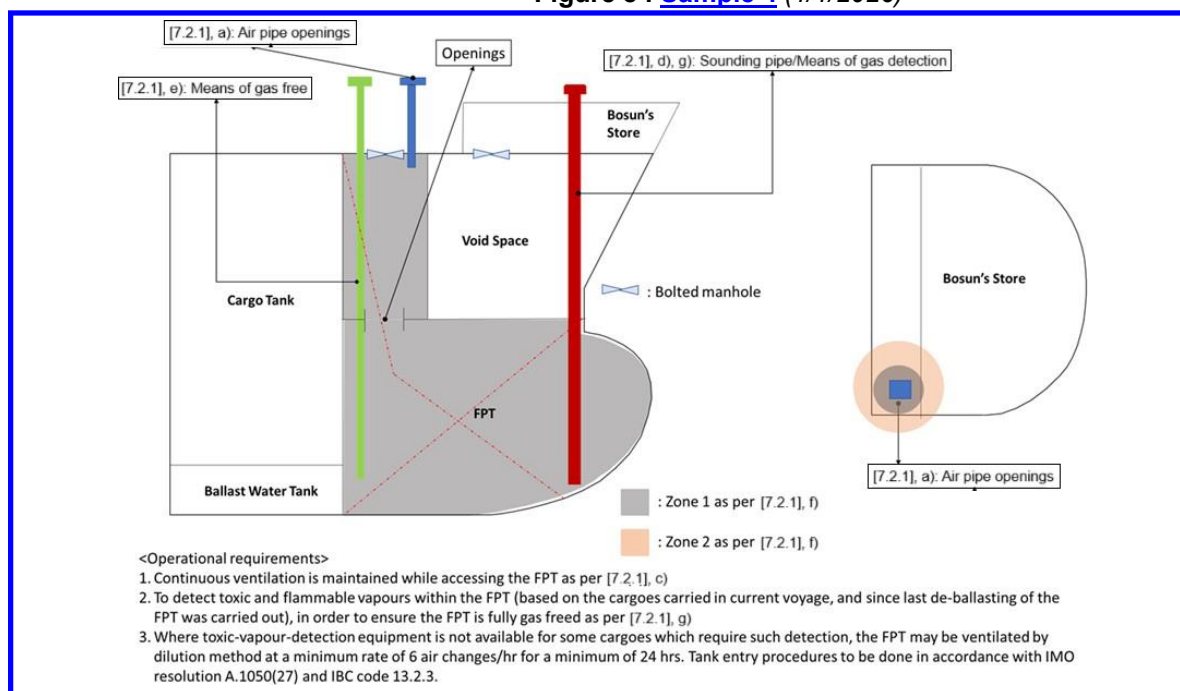 [7.2.1], a): Air pipe openings
Openings
[7.2.1], d), g): Sounding pipe/Means of gas detection
[7.2.1], e): Means of gas free
Bosun's
Store
Void Space
Bosun's Store
: Bolted manhole
Cargo Tank
FPT
[7.2.1], a): Air pipe openings
Ballast Water Tank
: Zone 1 as per [7.2.1], f)
: Zone 2 as per [7.2.1], f)
<Operational requirements>
1. Continuous ventilation is maintained while accessing the FPT as per [7.2.1], c)
2. To detect toxic and flammable vapours within the FPT (based on the cargoes carried in current voyage, and since last de-ballasting of
the FPT was carried out), in order to ensure the FPT is fully gas freed as per [7.2.1], g)
3. Where toxic-vapour-detection equipment is not available for some cargoes which require such detection, the FPT may be ventilated by
dilution method at a minimum rate of 6 air changes/hr for a minimum of 24 hrs. Tank entry procedures to be done in accordance with IMO
resolution A.1050(27) and IBC code 13.2.3.